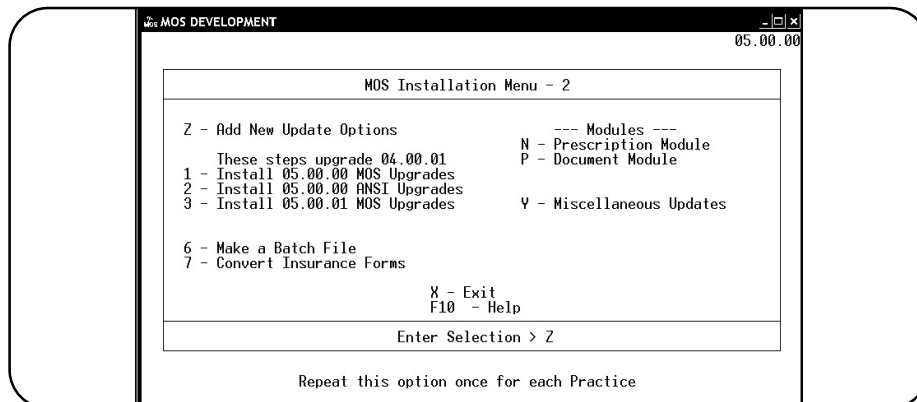 MOS MOS DEVELOPMENT
05.00.00
MOS Installation Menu - 2
Z - Add New Update Options
--- Modules ---
N - Prescription Module
These steps upgrade 04.00.01
P - Document Module
1 - Install 05.00.00 MOS Upgrades
2 - Install 05.00.00 ANSI Upgrades
3 - Install 05.00.01 MOS Upgrades
Y - Miscellaneous Updates
6 - Make a Batch File
7 - Convert Insurance Forms
X - Exit
F10 - Help
Enter Selection > Z
Repeat this option once for each Practice